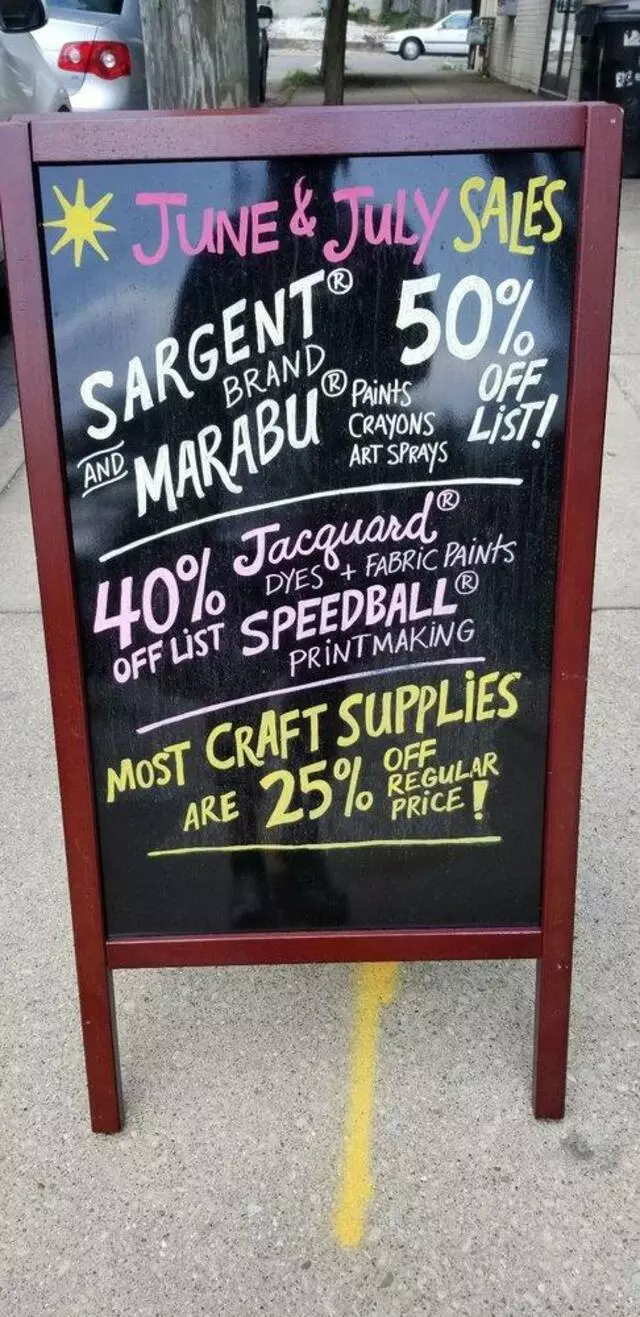 JUNE & JULY SALES
SARGENT®
BRAND
AND MARABU®
PAINTS
CRAYONS
ART SPRAYS
50%
OFF
LIST!
40%
OFF LIST
Jacquard®
DYES + FABRIC PAINTS
SPEEDBALL®
PRINTMAKING
MOST CRAFT SUPPLIES
ARE 25% OFF
REGULAR
PRICE!